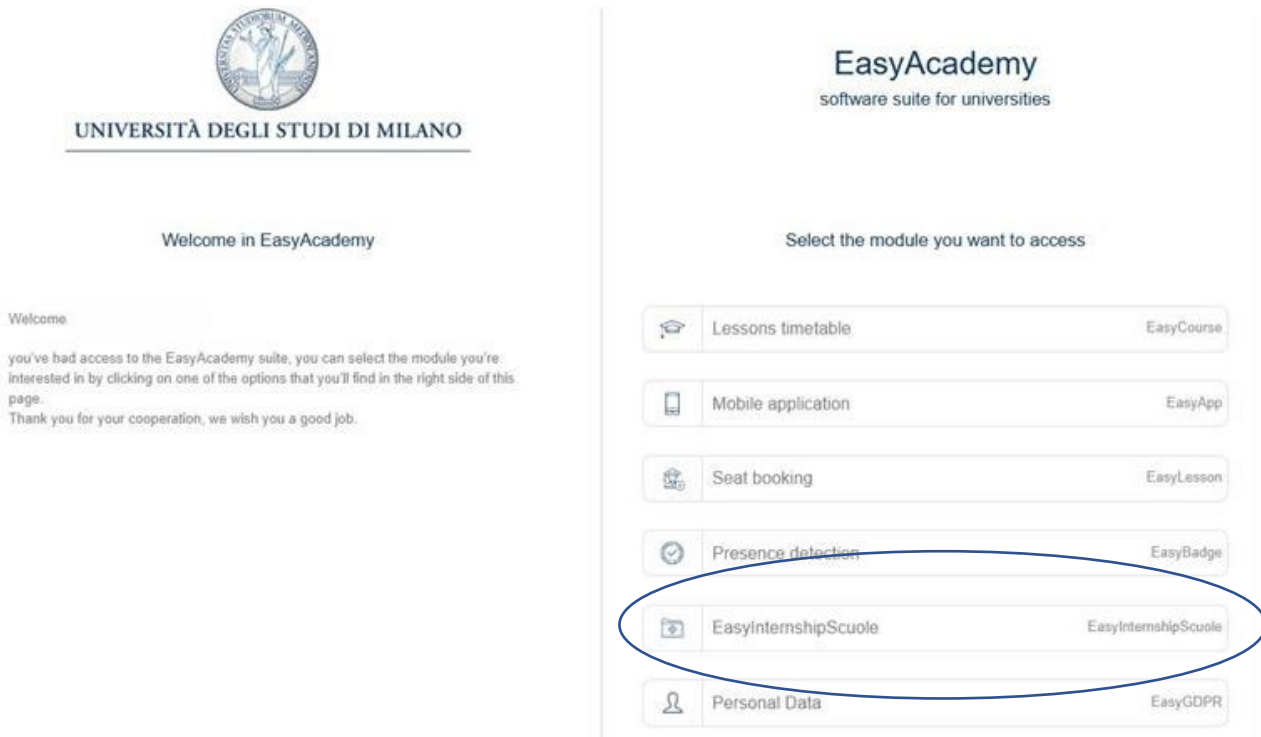 UNIVERSITÀ DEGLI STUDI DI MILANO
Welcome in EasyAcademy
Welcome
you've had access to the EasyAcademy suite, you can select the module you're
interested in by clicking on one of the options that you'll find in the right side of this
page.
Thank you for your cooperation, we wish you a good job.
EasyAcademy
software suite for universities
Select the module you want to access
Lessons timetable EasyCourse
Mobile application EasyApp
Seat booking EasyLesson
Presence detection EasyBadge
EasyInternshipScuole EasyInternshipScuole
Personal Data EasyGDPR